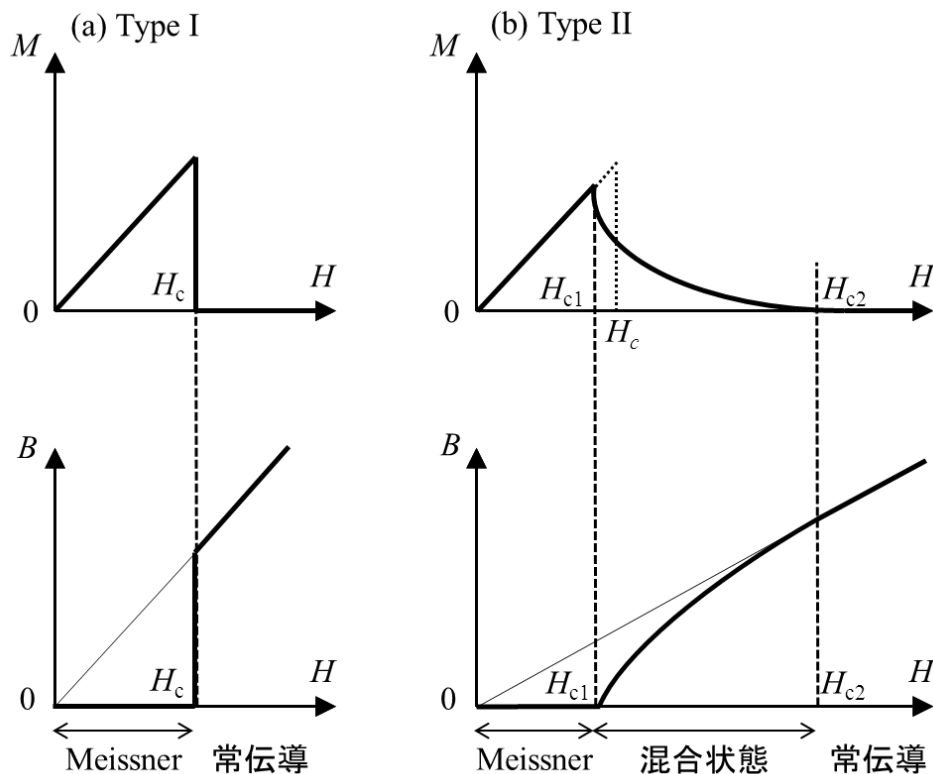 (a) Type I
M
H
Hc
0
B
H
Hc
0
Meissner 常伝導
(b) Type II
M
H
Hc1
Hc2
0
Hc
B
H
Hc1
Hc2
0
Meissner 混合状態 常伝導